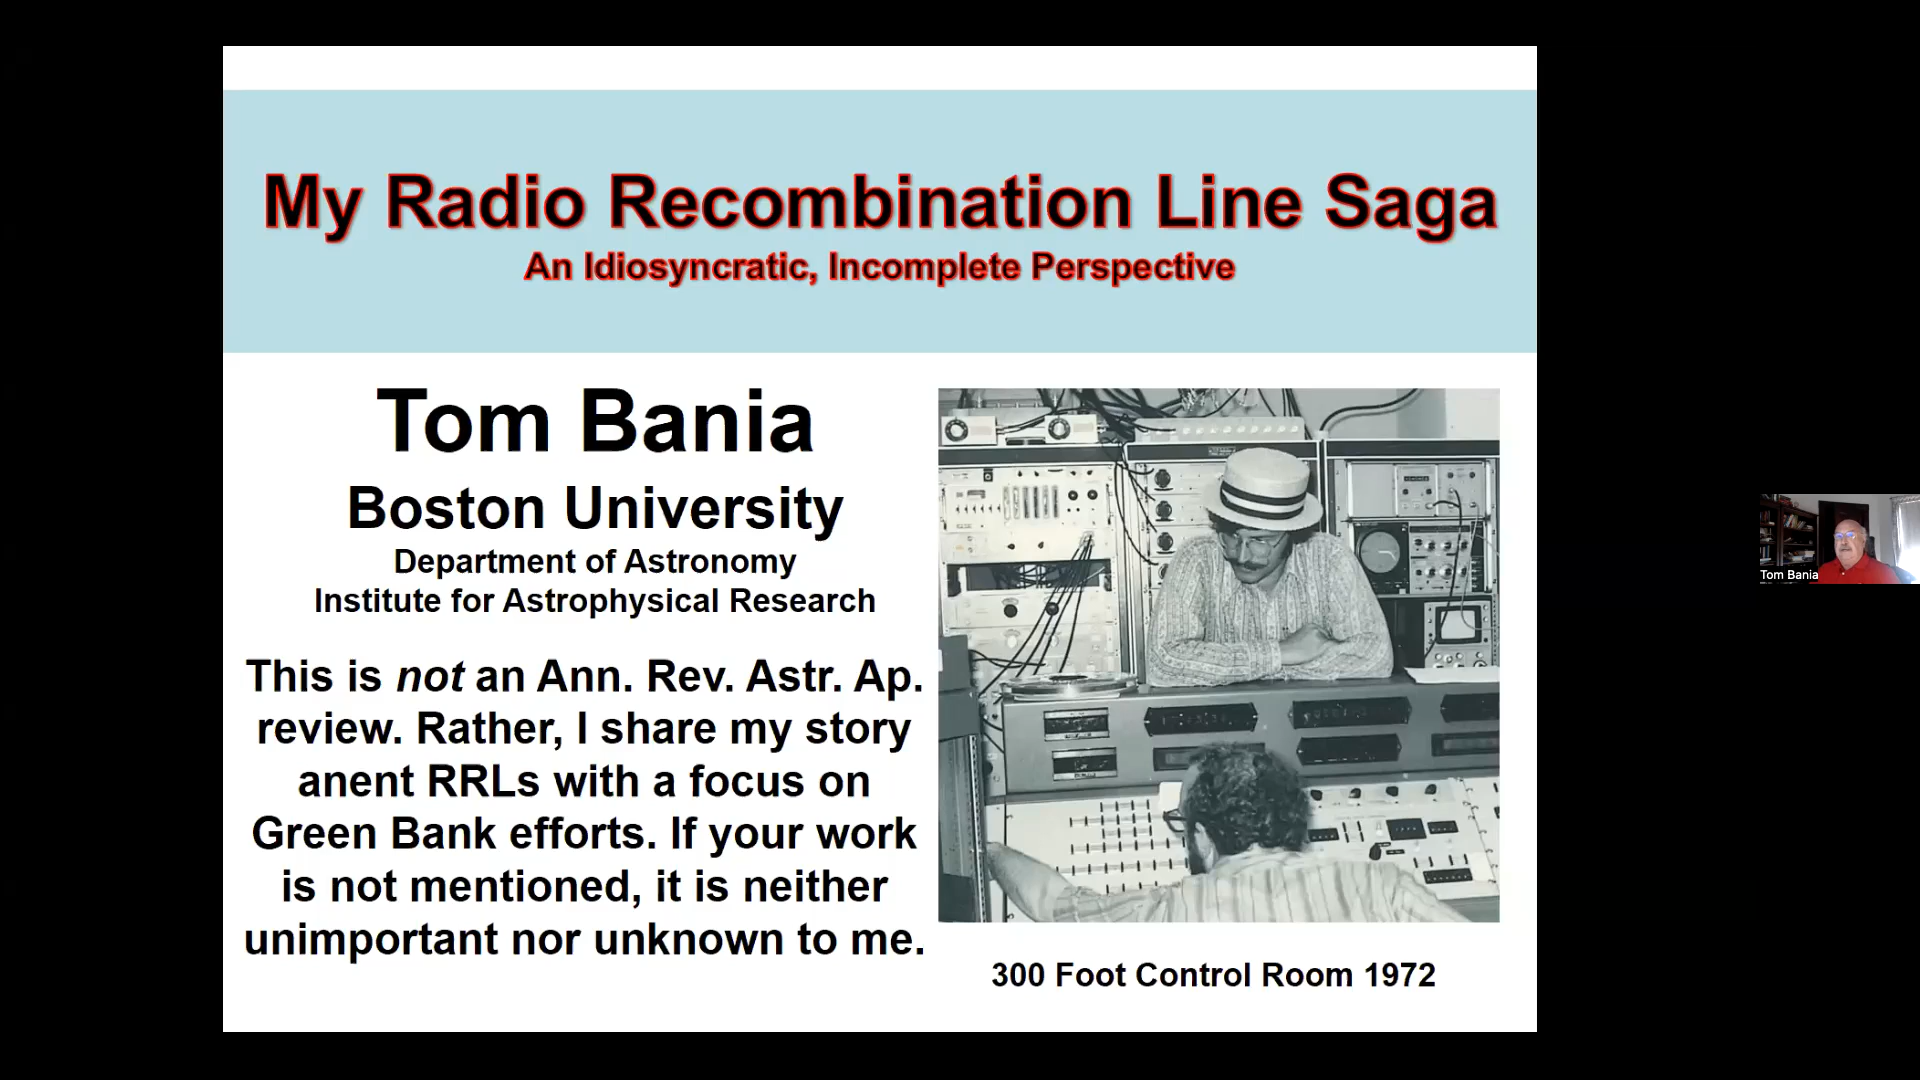 My Radio Recombination Line Saga
An Idiosyncratic, Incomplete Perspective
Tom Bania
Boston University
Department of Astronomy
Institute for Astrophysical Research
This is not an Ann. Rev. Astr. Ap.
review. Rather, I share my story
anent RRLs with a focus on
Green Bank efforts. If your work
is not mentioned, it is neither
unimportant nor unknown to me.
300 Foot Control Room 1972
Tom Bania